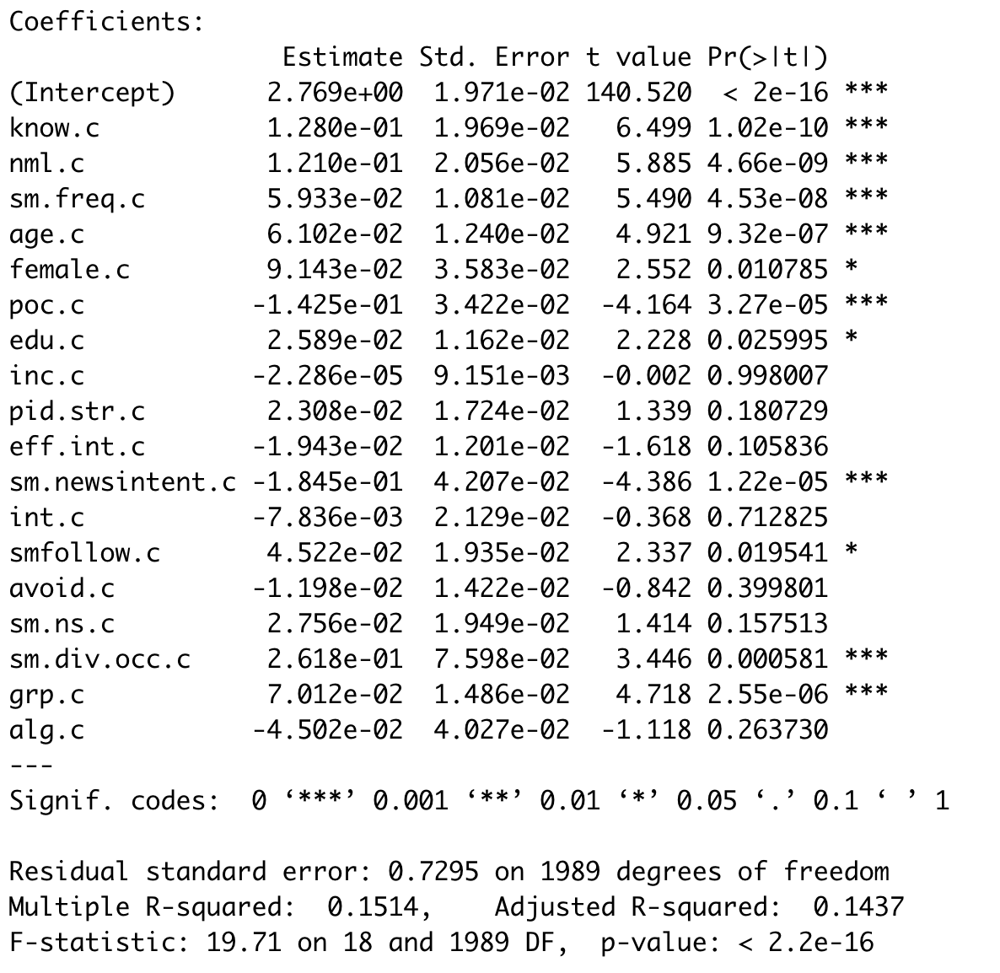 Coefficients:
                  Estimate Std. Error t value Pr(>|t|)
(Intercept)      2.769e+00  1.971e-02 140.520  < 2e-16 ***
know.c           1.280e-01  1.969e-02   6.499 1.02e-10 ***
nml.c            1.210e-01  2.056e-02   5.885 4.66e-09 ***
sm.freq.c        5.933e-02  1.081e-02   5.490 4.53e-08 ***
age.c            6.102e-02  1.240e-02   4.921 9.32e-07 ***
female.c         9.143e-02  3.583e-02   2.552 0.010785 *
poc.c           -1.425e-01  3.422e-02  -4.164 3.27e-05 ***
edu.c            2.589e-02  1.162e-02   2.228 0.025995 *
inc.c           -2.286e-05  9.151e-03  -0.002 0.998007
pid.str.c        2.308e-02  1.724e-02   1.339 0.180729
eff.int.c       -1.943e-02  1.201e-02  -1.618 0.105836
sm.newsintent.c -1.845e-01  4.207e-02  -4.386 1.22e-05 ***
int.c           -7.836e-03  2.129e-02  -0.368 0.712825
smfollow.c       4.522e-02  1.935e-02   2.337 0.019541 *
avoid.c         -1.198e-02  1.422e-02  -0.842 0.399801
sm.ns.c          2.756e-02  1.949e-02   1.414 0.157513
sm.div.occ.c     2.618e-01  7.598e-02   3.446 0.000581 ***
grp.c            7.012e-02  1.486e-02   4.718 2.55e-06 ***
alg.c           -4.502e-02  4.027e-02  -1.118 0.263730
---
Signif. codes:  0 ‘***’ 0.001 ‘**’ 0.01 ‘*’ 0.05 ‘.’ 0.1 ‘ ’ 1

Residual standard error: 0.7295 on 1989 degrees of freedom
Multiple R-squared:  0.1514,    Adjusted R-squared:  0.1437
F-statistic: 19.71 on 18 and 1989 DF,  p-value: < 2.2e-16